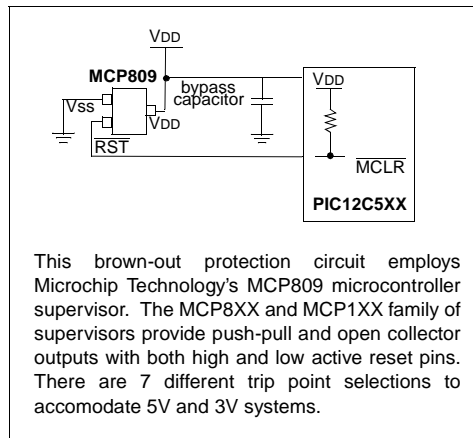 VDD
MCP809
VSS
bypass
capacitor
VDD
RST
VDD
MCLR
PIC12C5XX
This brown-out protection circuit employs
Microchip Technology's MCP809 microcontroller
supervisor. The MCP8XX and MCP1XX family of
supervisors provide push-pull and open collector
outputs with both high and low active reset pins.
There are 7 different trip point selections to
accomodate 5V and 3V systems.